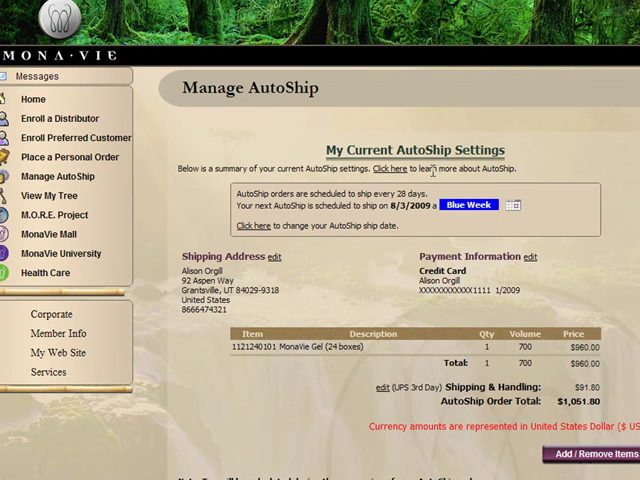 MONA·VIE
Messages
Home
Enroll a Distributor
Enroll Preferred Customer
Place a Personal Order
Manage AutoShip
View My Tree
M.O.R.E. Project
MonaVie Mall
MonaVie University
Health Care
Corporate
Member Info
My Web Site
Services
Manage AutoShip
My Current AutoShip Settings
Below is a summary of your current AutoShip settings. Click here to learn more about AutoShip.
AutoShip orders are scheduled to ship every 28 days.
Your next AutoShip is scheduled to ship on 8/3/2009 a Blue Week
Click here to change your AutoShip ship date.
Shipping Address edit
Alison Orgill
92 Aspen Way
Grantsville, UT 84029-9318
United States
8666474321
Payment Information edit
Credit Card
Alison Orgill
XXXXXXXXXXXX1111 1/2009
Item Description Qty Volume Price
1121240101 MonaVie Gel (24 boxes) 1 700 $960.00
Total: 1 700 $960.00
edit (UPS 3rd Day) Shipping & Handling: $91.80
AutoShip Order Total: $1,051.80
Currency amounts are represented in United States Dollar ($ US
Add / Remove Items